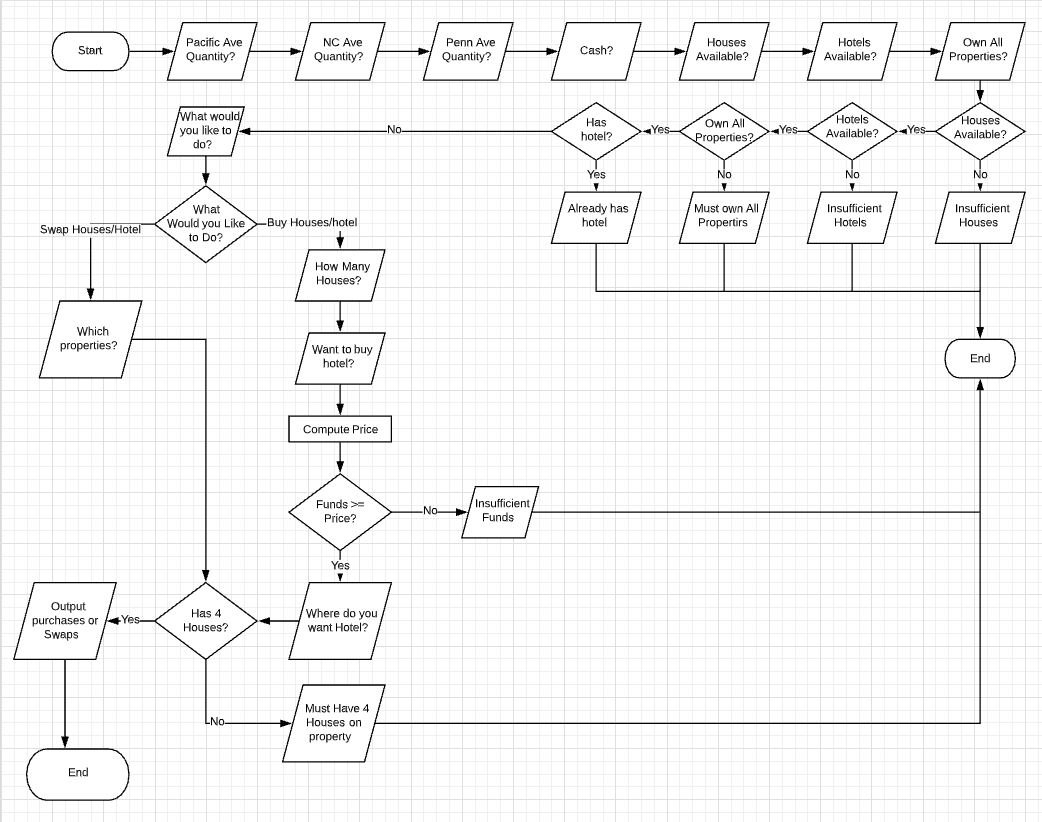 Start
Pacific Ave
Quantity?
NC Ave
Quantity?
Penn Ave
Quantity?
Cash?
Houses
Available?
Hotels
Available?
Own All
Properties?
What would
you like to
do?
No
Has
hotel?
Yes
Own All
Properties?
Yes
Hotels
Available?
Yes
Houses
Available?
Yes
No
No
No
Already has
hotel
Must own All
Propertirs
Insufficient
Hotels
Insufficient
Houses
What
Would you Like
to Do?
Swap Houses/Hotel
Buy Houses/hotel
How Many
Houses?
Which
properties?
Want to buy
hotel?
End
Compute Price
Funds >=
Price?
No
Insufficient
Funds
Yes
Output
purchases or
Swaps
Yes
Has 4
Houses?
Where do you
want Hotel?
No
Must Have 4
Houses on
property
End